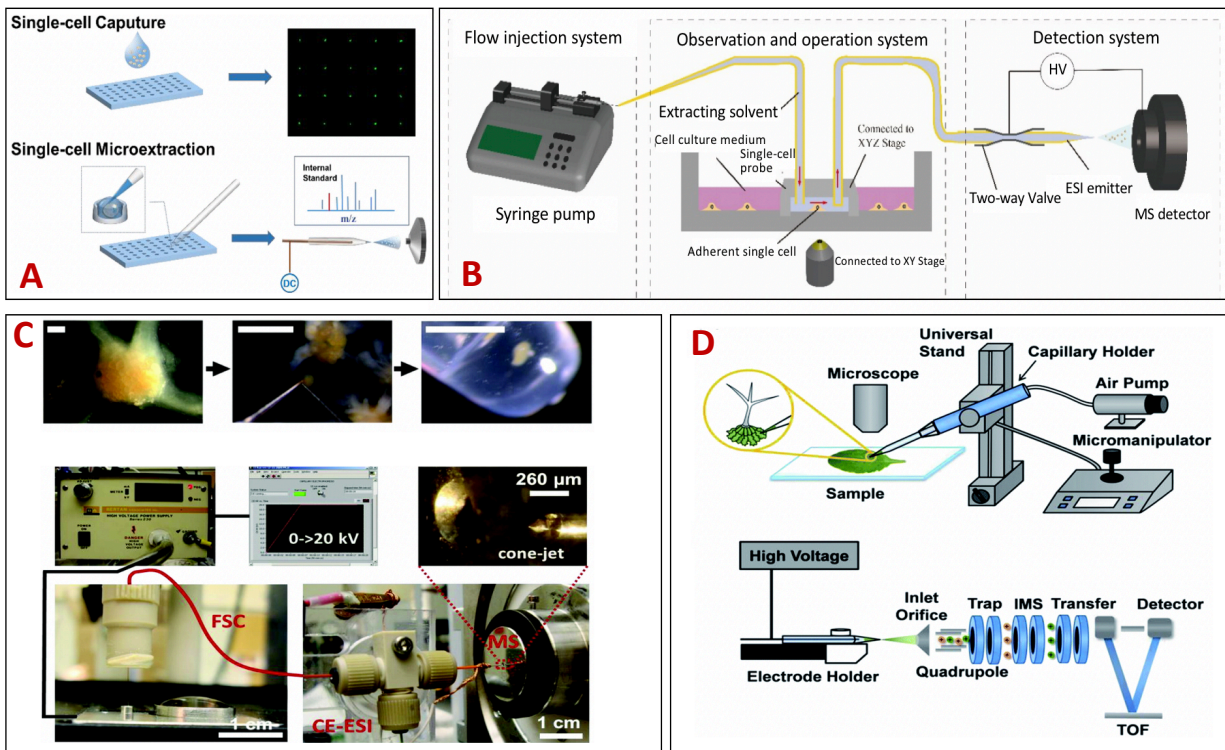 Single-cell Caputure
Single-cell Microextraction
Internal
Standard
m/z
DC
A
Flow injection system
Observation and operation system
Detection system
HV
Extracting solvent
Cell culture medium
Single-cell
probe
Connected to
XYZ Stage
Syringe pump
Adherent single cell
Connected to XY Stage
Two-way Valve
ESI emitter
MS detector
B
C
0->20 kV
260 µm
cone-jet
FSC
MS
CE-ESI
1 cm
1 cm
D
Universal
Stand
Capillary Holder
Microscope
Air Pump
Micromanipulator
Sample
High Voltage
Inlet
Orifice
Trap
IMS
Transfer
Detector
Quadrupole
Electrode Holder
TOF